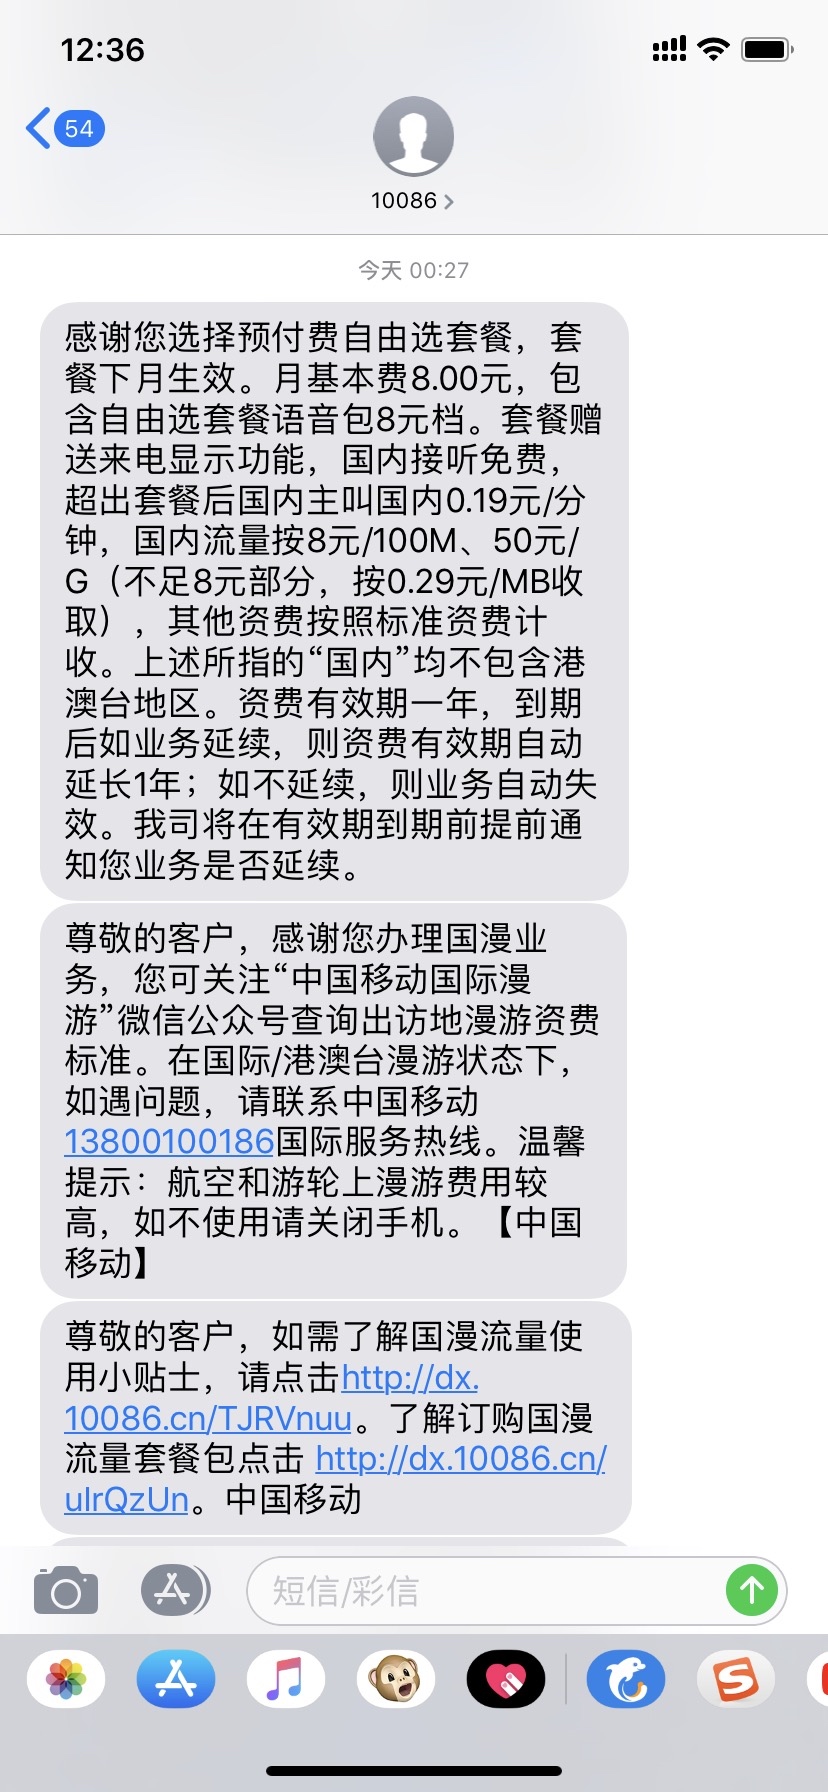 12:36
54
10086
今天 00:27
感谢您选择预付费自由选套餐，套
餐下月生效。月基本费8.00元，包
含自由选套餐语音包8元档。套餐赠
送来电显示功能，国内接听免费，
超出套餐后国内主叫国内0.19元/分
钟，国内流量按8元/100M、50元/
G（不足8元部分，按0.29元/MB收
取），其他资费按照标准资费计
收。上述所指的“国内”均不包含港
澳台地区。资费有效期一年，到期
后如业务延续，则资费有效期自动
延长1年；如不延续，则业务自动失
效。我司将在有效期到期前提前通
知您业务是否延续。
尊敬的客户，感谢您办理国漫业
务，您可关注“中国移动国际漫
游”微信公众号查询出访地漫游资费
标准。在国际/港澳台漫游状态下，
如遇问题，请联系中国移动
13800100186国际服务热线。温馨
提示：航空和游轮上漫游费用较
高，如不使用请关闭手机。【中国
移动】
尊敬的客户，如需了解国漫流量使
用小贴士，请点击http://dx.
10086.cn/TJRVnuu。了解订购国漫
流量套餐包点击 http://dx.10086.cn/
uIrQzUn。中国移动
短信/彩信